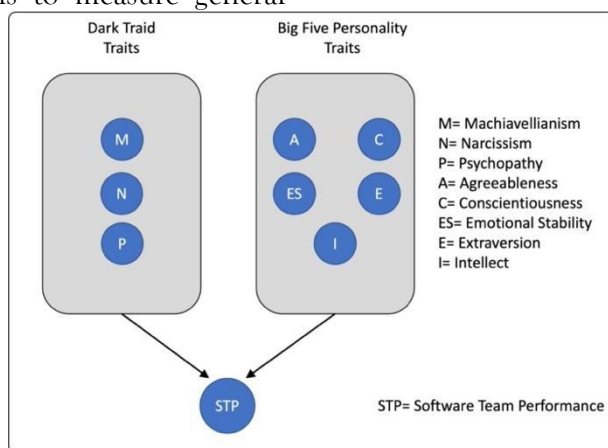 s to measure general
Dark Traid
Traits
Big Five Personality
Traits
M
N
P
A
C
ES
E
I
M= Machiavellianism
N= Narcissism
P= Psychopathy
A= Agreeableness
C= Conscientiousness
ES= Emotional Stability
E= Extraversion
I= Intellect
STP
STP= Software Team Performance